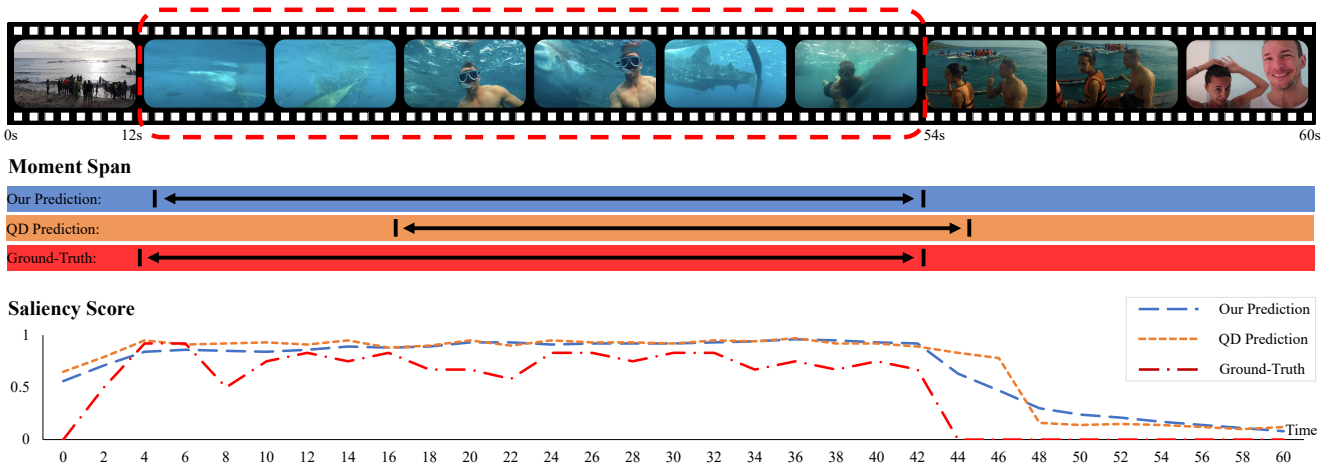 0s 12s 54s 60s
Moment Span
Our Prediction:
QD Prediction:
Ground-Truth:
Saliency Score
Our Prediction
QD Prediction
Ground-Truth
1
0.5
0
Time
0 2 4 6 8 10 12 14 16 18 20 22 24 26 28 30 32 34 36 38 40 42 44 46 48 50 52 54 56 58 60